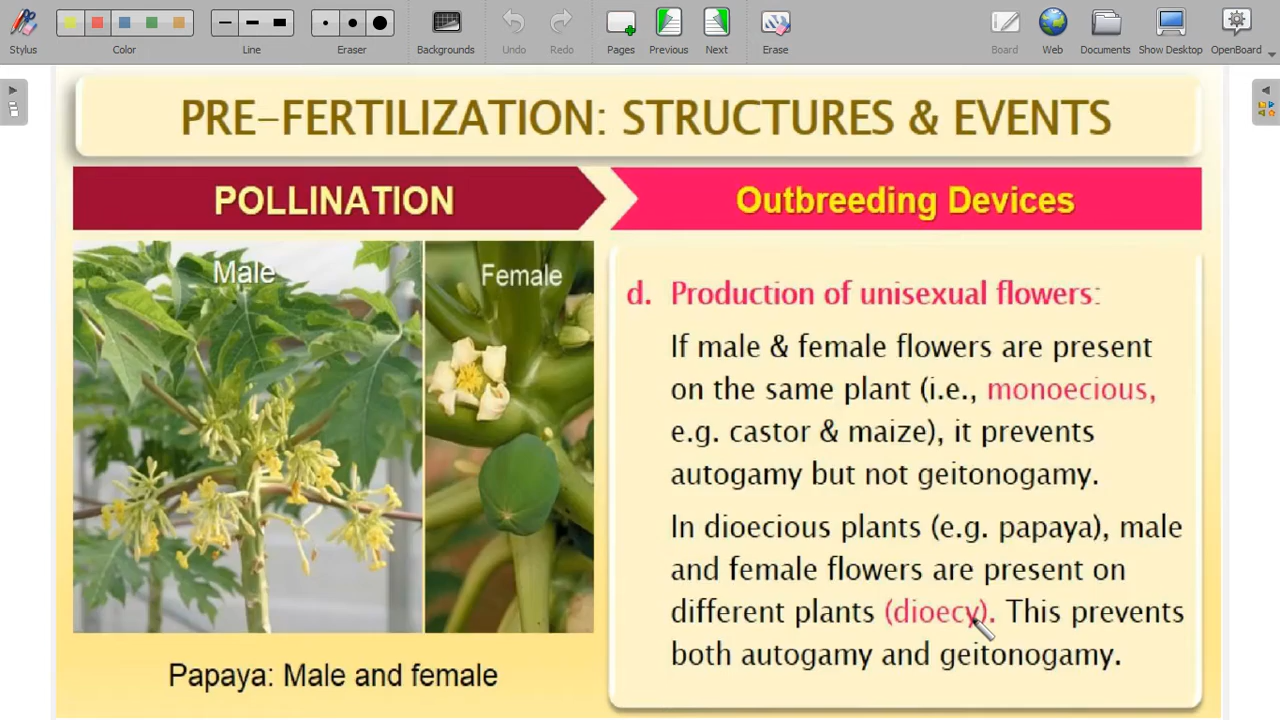 Stylus
Color
Line
Eraser
Backgrounds
Undo
Redo
Pages
Previous
Next
Erase
Board
Web
Documents
Show Desktop
OpenBoard
PRE-FERTILIZATION: STRUCTURES & EVENTS
POLLINATION
Outbreeding Devices
Male
Female
Papaya: Male and female
d. Production of unisexual flowers:
If male & female flowers are present
on the same plant (i.e., monoecious,
e.g. castor & maize), it prevents
autogamy but not geitonogamy.
In dioecious plants (e.g. papaya), male
and female flowers are present on
different plants (dioecy). This prevents
both autogamy and geitonogamy.